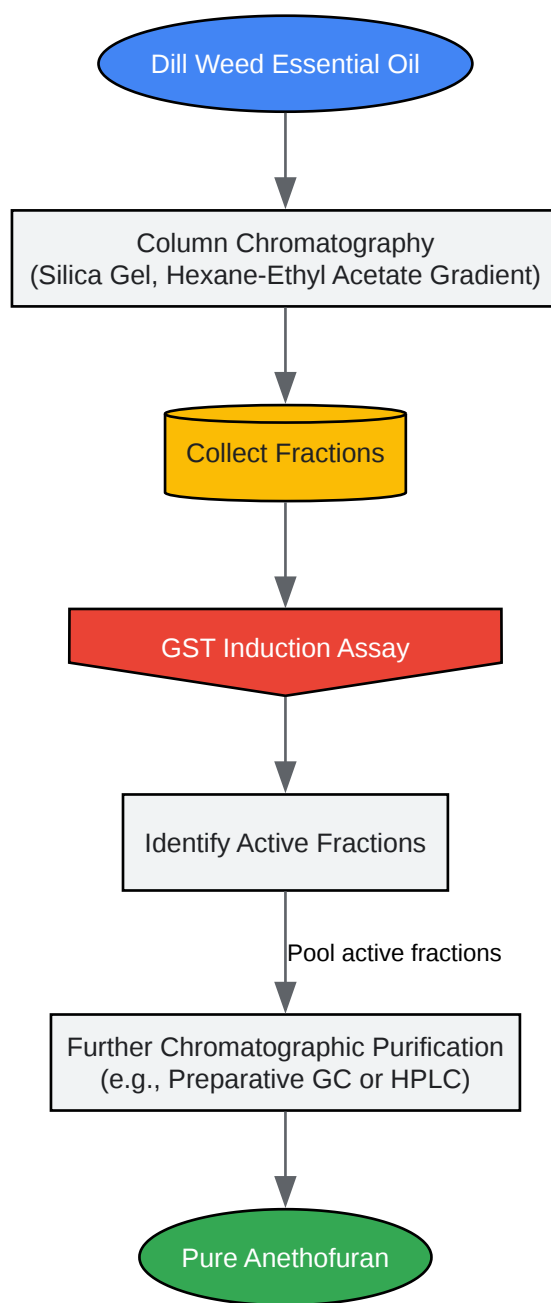 Dill Weed Essential Oil
Column Chromatography
(Silica Gel, Hexane-Ethyl Acetate Gradient)
Collect Fractions
GST Induction Assay
Identify Active Fractions
Pool active fractions
Further Chromatographic Purification
(e.g., Preparative GC or HPLC)
Pure Anethofuran